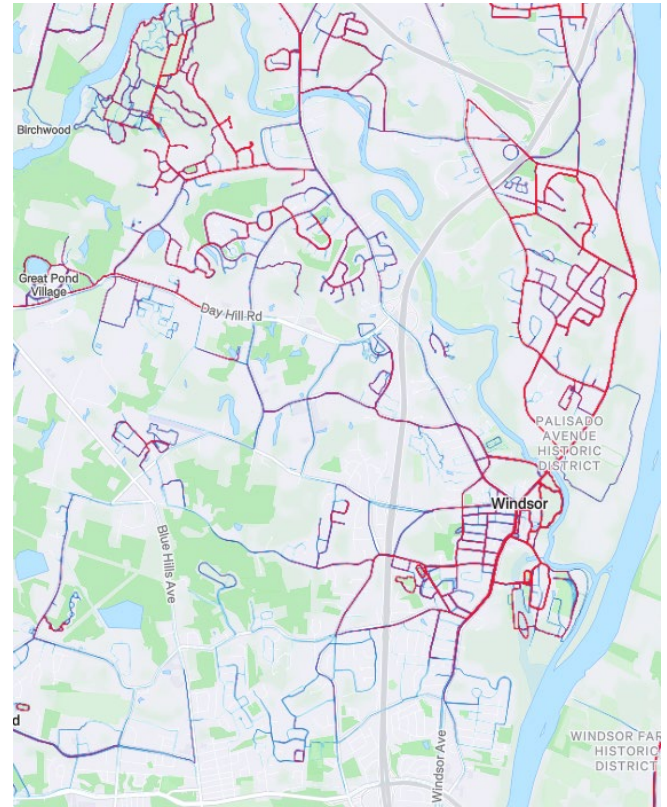 Birchwood
Great Pond
Village
Day Hill Rd
PALISADO
AVENUE
HISTORIC
DISTRICT
Windsor
Blue Hills Ave
d
Windsor Ave
WINDSOR FAR
HISTORIC
DISTRICT